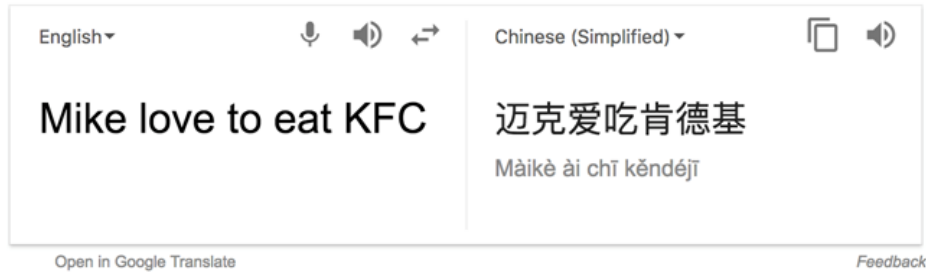 English
Chinese (Simplified)
Mike love to eat KFC
迈克爱吃肯德基
Màikè ài chī kěndéjī
Open in Google Translate
Feedback